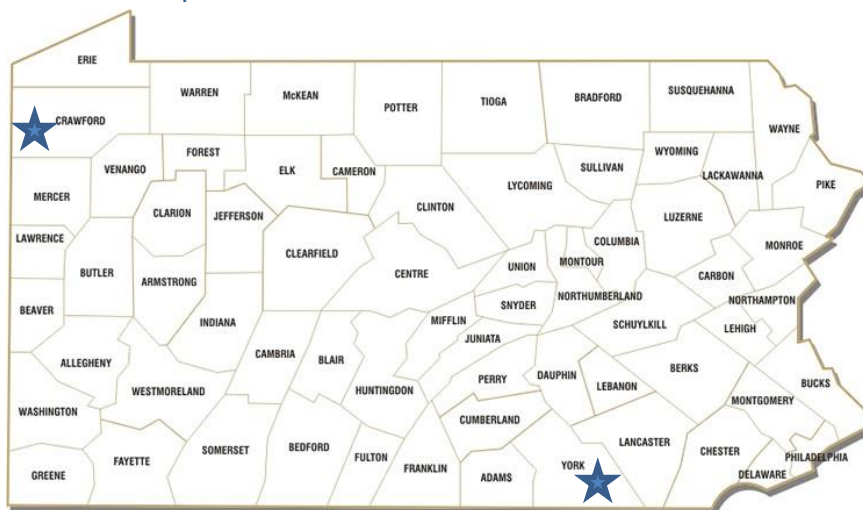 ERIE
WARREN
McKEAN
POTTER
TIOGA
BRADFORD
SUSQUEHANNA
WAYNE
CRAWFORD
FOREST
VENANGO
ELK
CAMERON
SULLIVAN
WYOMING
LACKAWANNA
PIKE
MERCER
CLARION
JEFFERSON
CLINTON
LYCOMING
LUZERNE
LAWRENCE
BUTLER
CLEARFIELD
CENTRE
UNION
MONTOUR
COLUMBIA
MONROE
CARBON
ARMSTRONG
SNYDER
NORTHUMBERLAND
NORTHAMPTON
BEAVER
INDIANA
MIFFLIN
JUNIATA
SCHUYLKILL
LEHIGH
ALLEGHENY
CAMBRIA
BLAIR
HUNTINGDON
PERRY
DAUPHIN
LEBANON
BERKS
BUCKS
WESTMORELAND
MONTGOMERY
WASHINGTON
CUMBERLAND
SOMERSET
BEDFORD
FULTON
FRANKLIN
ADAMS
YORK
LANCASTER
CHESTER
PHILADELPHIA
DELAWARE
GREENE
FAYETTE